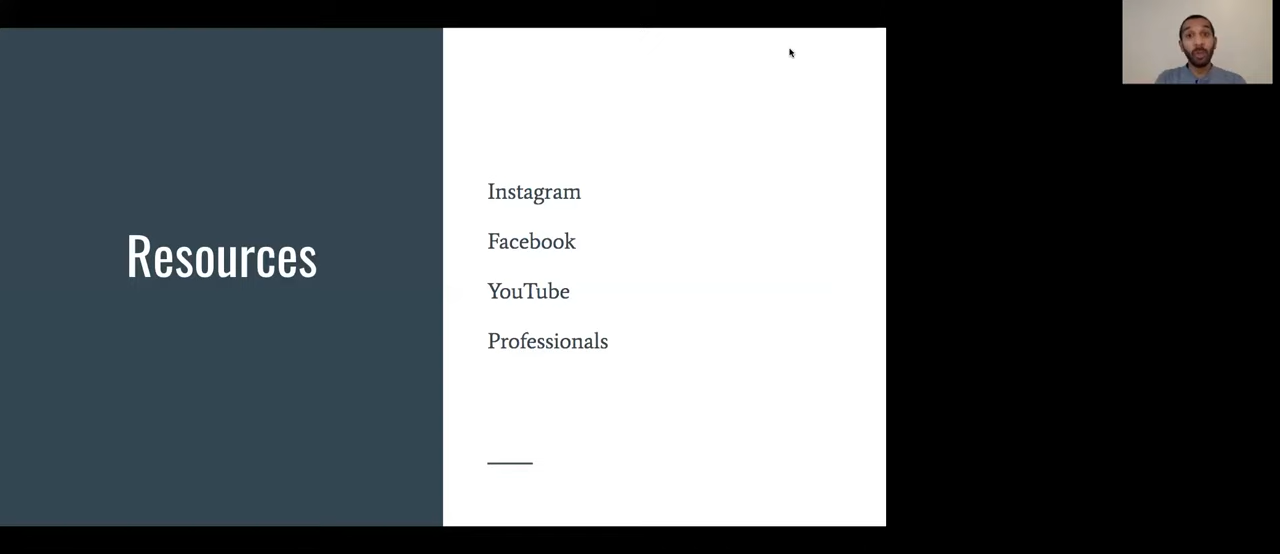 Resources
Instagram
Facebook
YouTube
Professionals